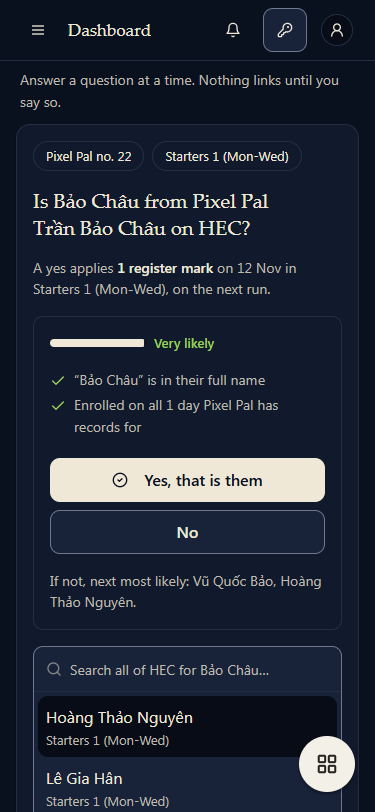 Dashboard
Answer a question at a time. Nothing links until you
say so.
Pixel Pal no. 22
Starters 1 (Mon-Wed)
Is Bảo Châu from Pixel Pal
Trần Bảo Châu on HEC?
A yes applies 1 register mark on 12 Nov in
Starters 1 (Mon-Wed), on the next run.
Very likely
“Bảo Châu” is in their full name
Enrolled on all 1 day Pixel Pal has
records for
Yes, that is them
No
If not, next most likely: Vũ Quốc Bảo, Hoàng
Thảo Nguyên.
Search all of HEC for Bảo Châu...
Hoàng Thảo Nguyên
Starters 1 (Mon-Wed)
Lê Gia Hân
Starters 1 (Mon-Wed)